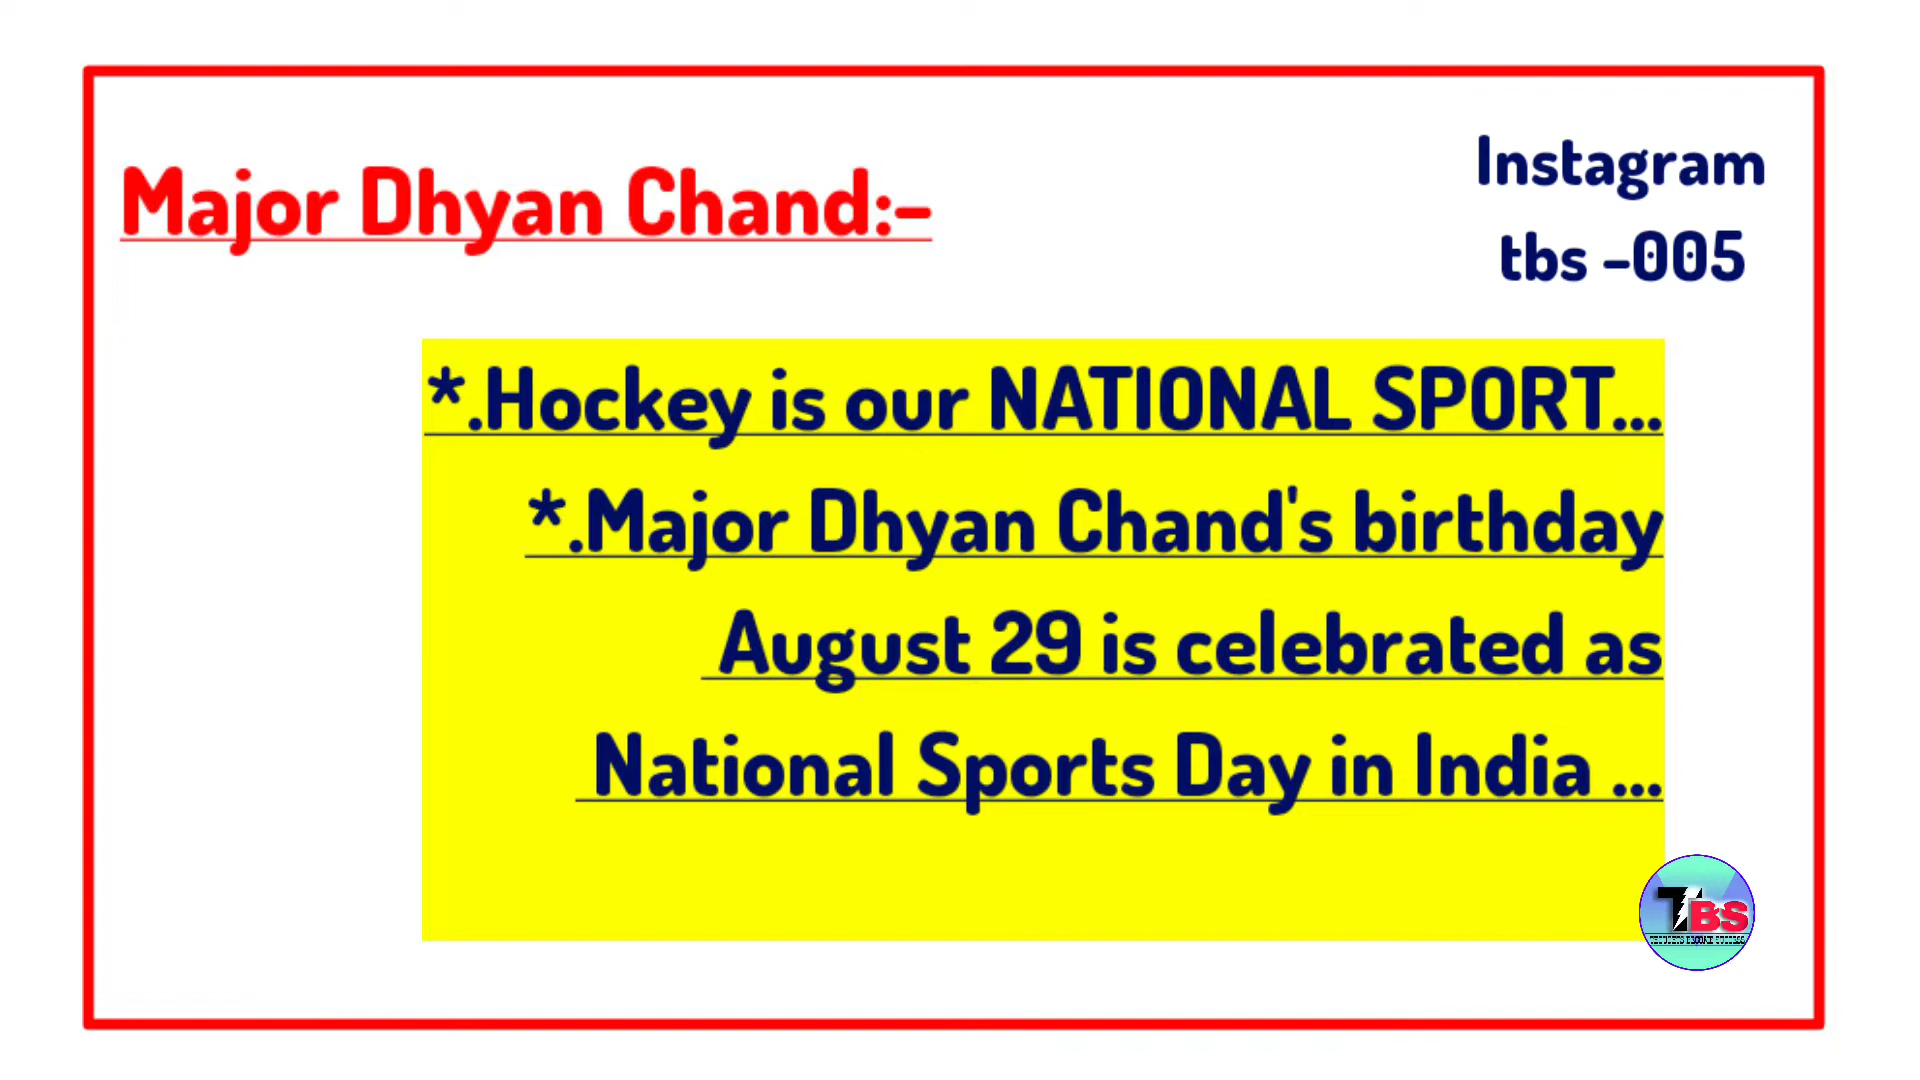 Major Dhyan Chand:-
Instagram
tbs -005
*.Hockey is our NATIONAL SPORT...
*.Major Dhyan Chand's birthday
August 29 is celebrated as
National Sports Day in India ...
TBS